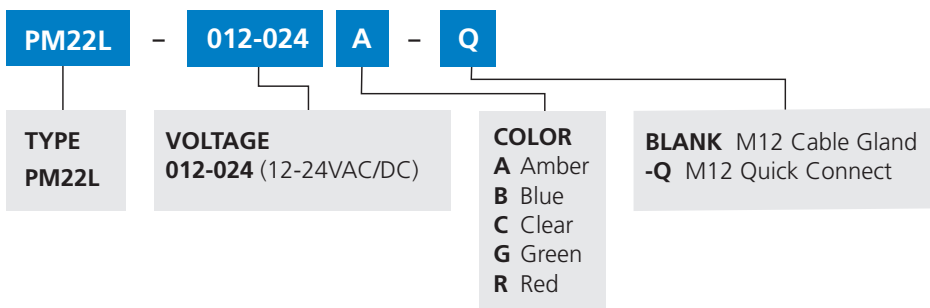 PM22L – 012-024 A – Q
TYPE
PM22L
VOLTAGE
012-024 (12-24VAC/DC)
COLOR
A Amber
B Blue
C Clear
G Green
R Red
BLANK M12 Cable Gland
-Q M12 Quick Connect